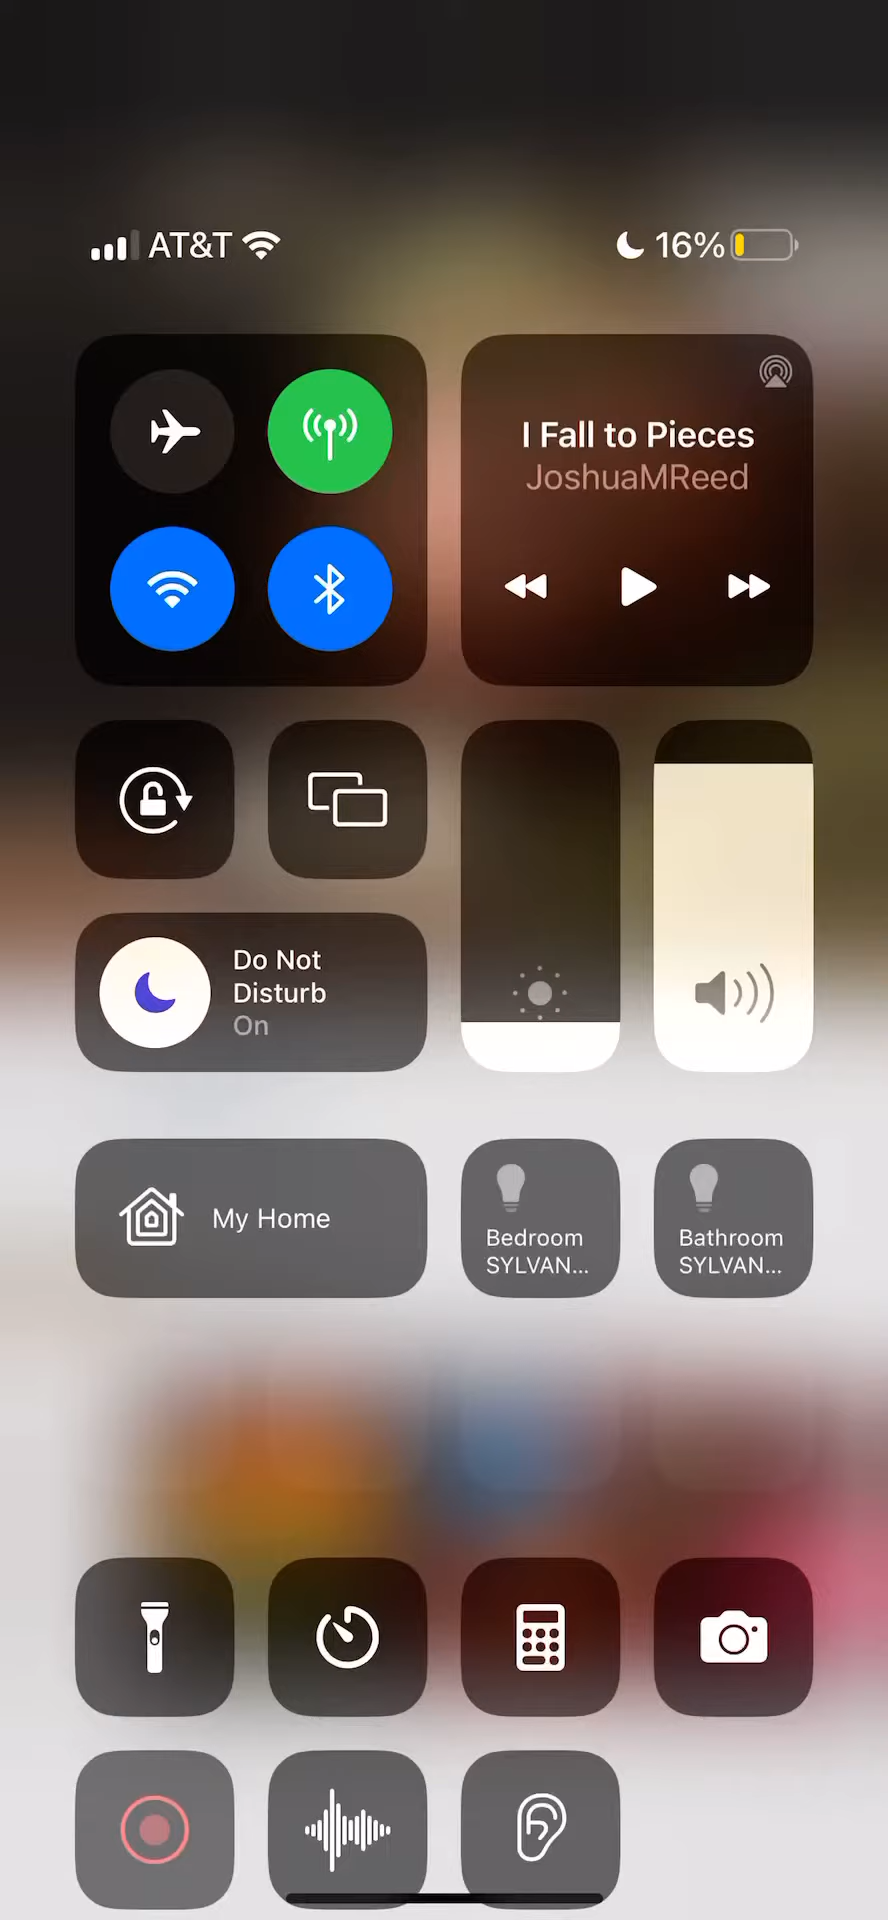 AT&T 16%
I Fall to Pieces
JoshuaMReed
Do Not
Disturb
On
My Home
Bedroom
SYLVAN...
Bathroom
SYLVAN...